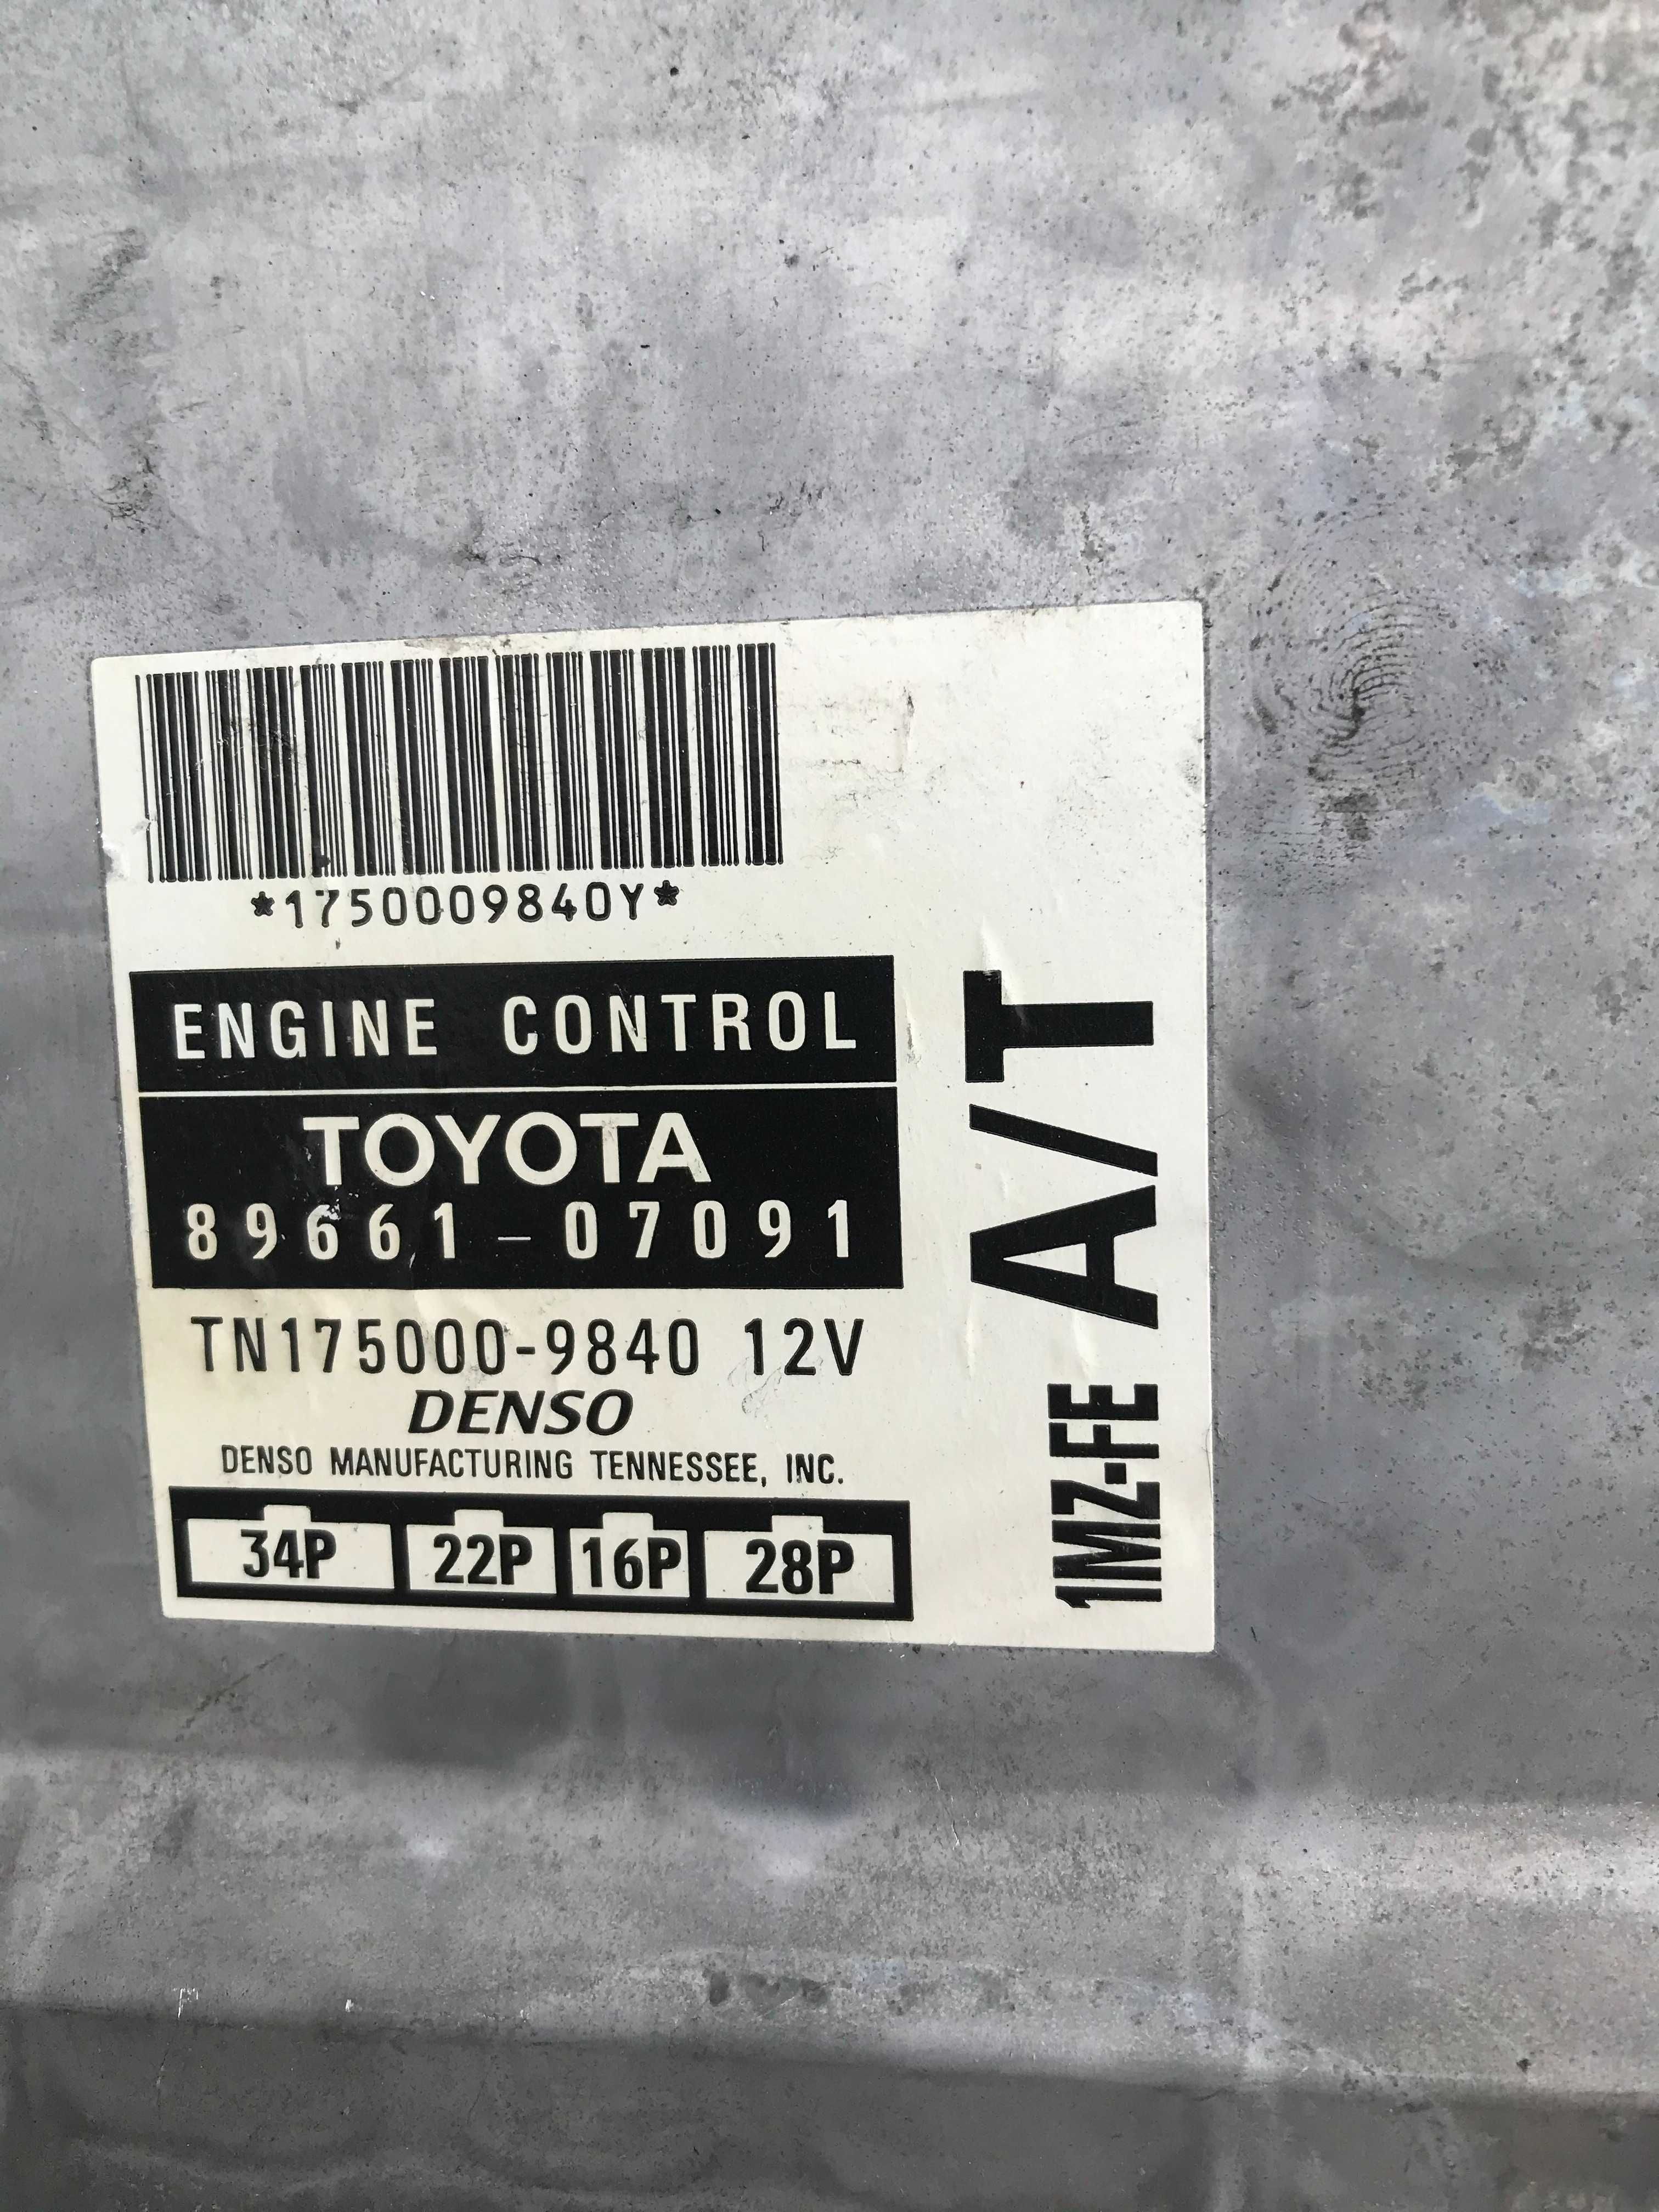 *1750009840Y*
ENGINE CONTROL
TOYOTA
89661-07091
TN175000-9840 12V
DENSO
DENSO MANUFACTURING TENNESSEE, INC.
34P 22P 16P 28P
1MZ-FE A/T